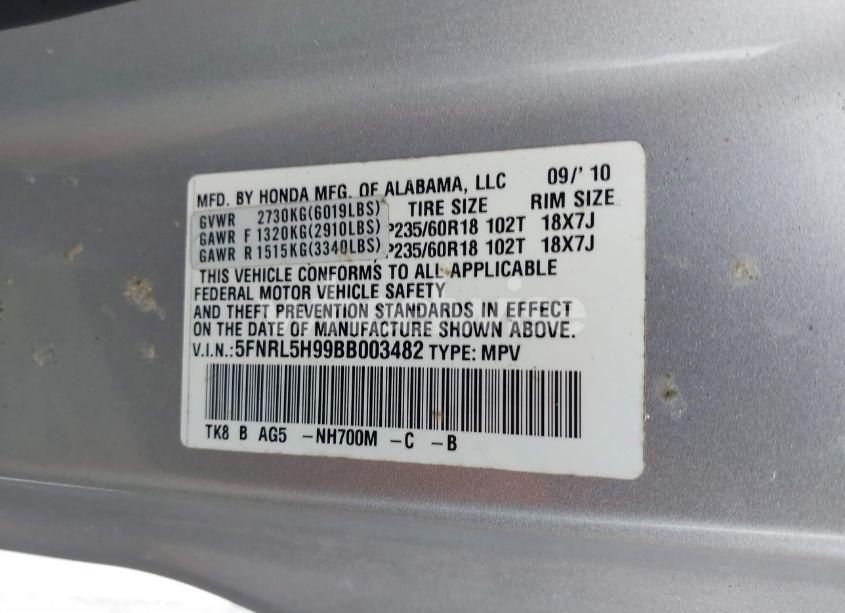 MFD. BY HONDA MFG. OF ALABAMA, LLC 09/' 10
GVWR 2730KG(6019LBS) TIRE SIZE RIM SIZE
GAWR F 1320KG(2910LBS) P235/60R18 102T 18X7J
GAWR R 1515KG(3340LBS) P235/60R18 102T 18X7J
THIS VEHICLE CONFORMS TO ALL APPLICABLE
FEDERAL MOTOR VEHICLE SAFETY
AND THEFT PREVENTION STANDARDS IN EFFECT
ON THE DATE OF MANUFACTURE SHOWN ABOVE.
V.I.N.:5FNRL5H99BB003482 TYPE: MPV
TK8 B AG5 -NH700M -C -B